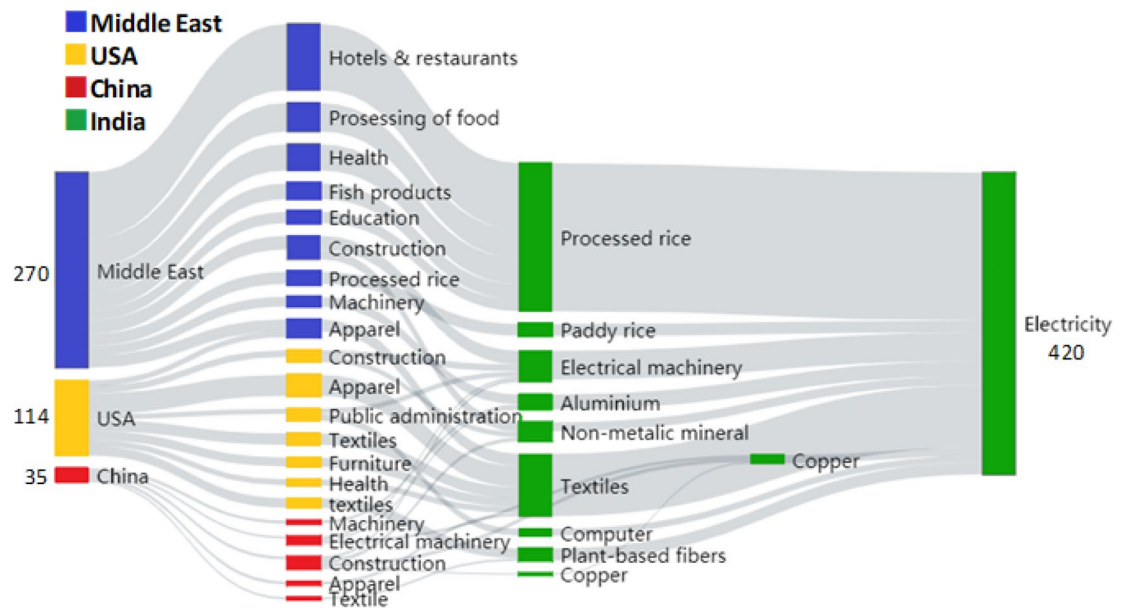 Middle East
USA
China
India
270
Middle East
114
USA
35
China
Hotels & restaurants
Prosessing of food
Health
Fish products
Education
Construction
Processed rice
Machinery
Apparel
Construction
Apparel
Public administration
Textiles
Furniture
Health
textiles
Machinery
Electrical machinery
Construction
Apparel
Textile
Processed rice
Paddy rice
Electrical machinery
Aluminium
Non-metalic mineral
Textiles
Computer
Plant-based fibers
Copper
Copper
Electricity
420